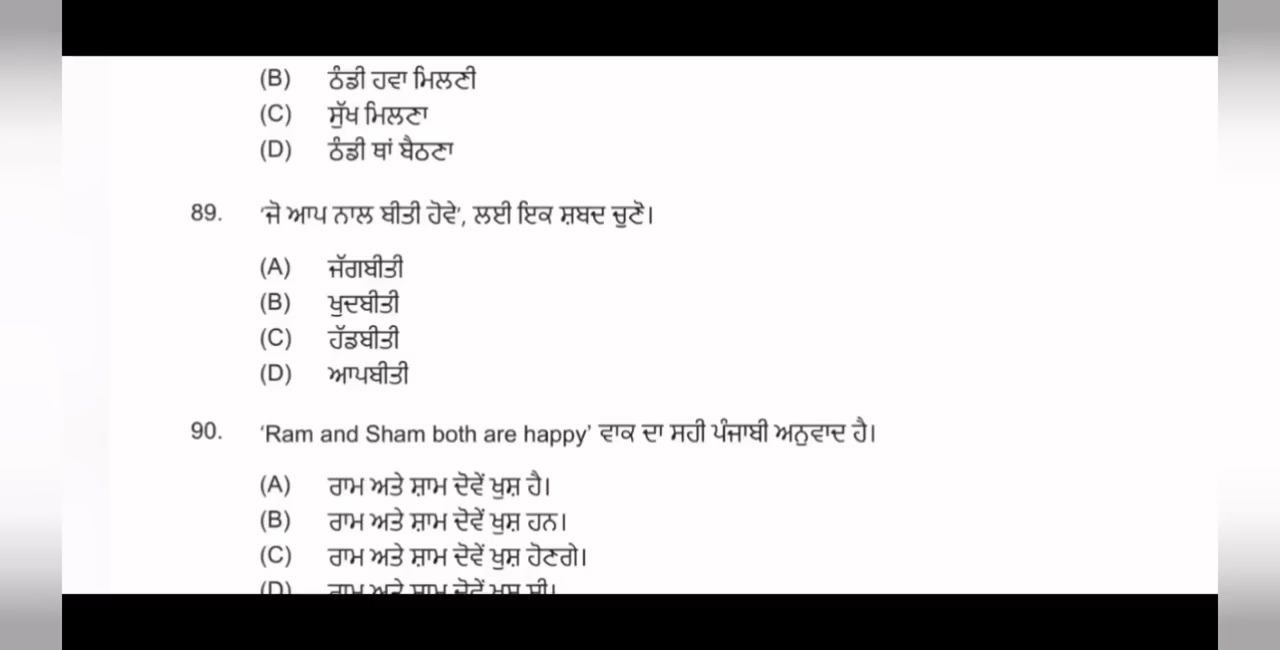 (B) ਠੰਡੀ ਹਵਾ ਮਿਲਣੀ
(C) ਸੁੱਖ ਮਿਲਣਾ
(D) ਠੰਡੀ ਥਾਂ ਬੈਠਣਾ
89. 'ਜੋ ਆਪ ਨਾਲ ਬੀਤੀ ਹੋਵੇ', ਲਈ ਇਕ ਸ਼ਬਦ ਚੁਣੋ।
(A) ਜੱਗਬੀਤੀ
(B) ਖੁਦਬੀਤੀ
(C) ਹੱਡਬੀਤੀ
(D) ਆਪਬੀਤੀ
90. 'Ram and Sham both are happy' ਵਾਕ ਦਾ ਸਹੀ ਪੰਜਾਬੀ ਅਨੁਵਾਦ ਹੈ।
(A) ਰਾਮ ਅਤੇ ਸ਼ਾਮ ਦੋਵੇਂ ਖੁਸ਼ ਹੈ।
(B) ਰਾਮ ਅਤੇ ਸ਼ਾਮ ਦੋਵੇਂ ਖੁਸ਼ ਹਨ।
(C) ਰਾਮ ਅਤੇ ਸ਼ਾਮ ਦੋਵੇਂ ਖੁਸ਼ ਹੋਣਗੇ।
(D) ਰਾਮ ਅਤੇ ਸ਼ਾਮ ਦੋਵੇਂ ਖੁਸ਼ ਸੀ।